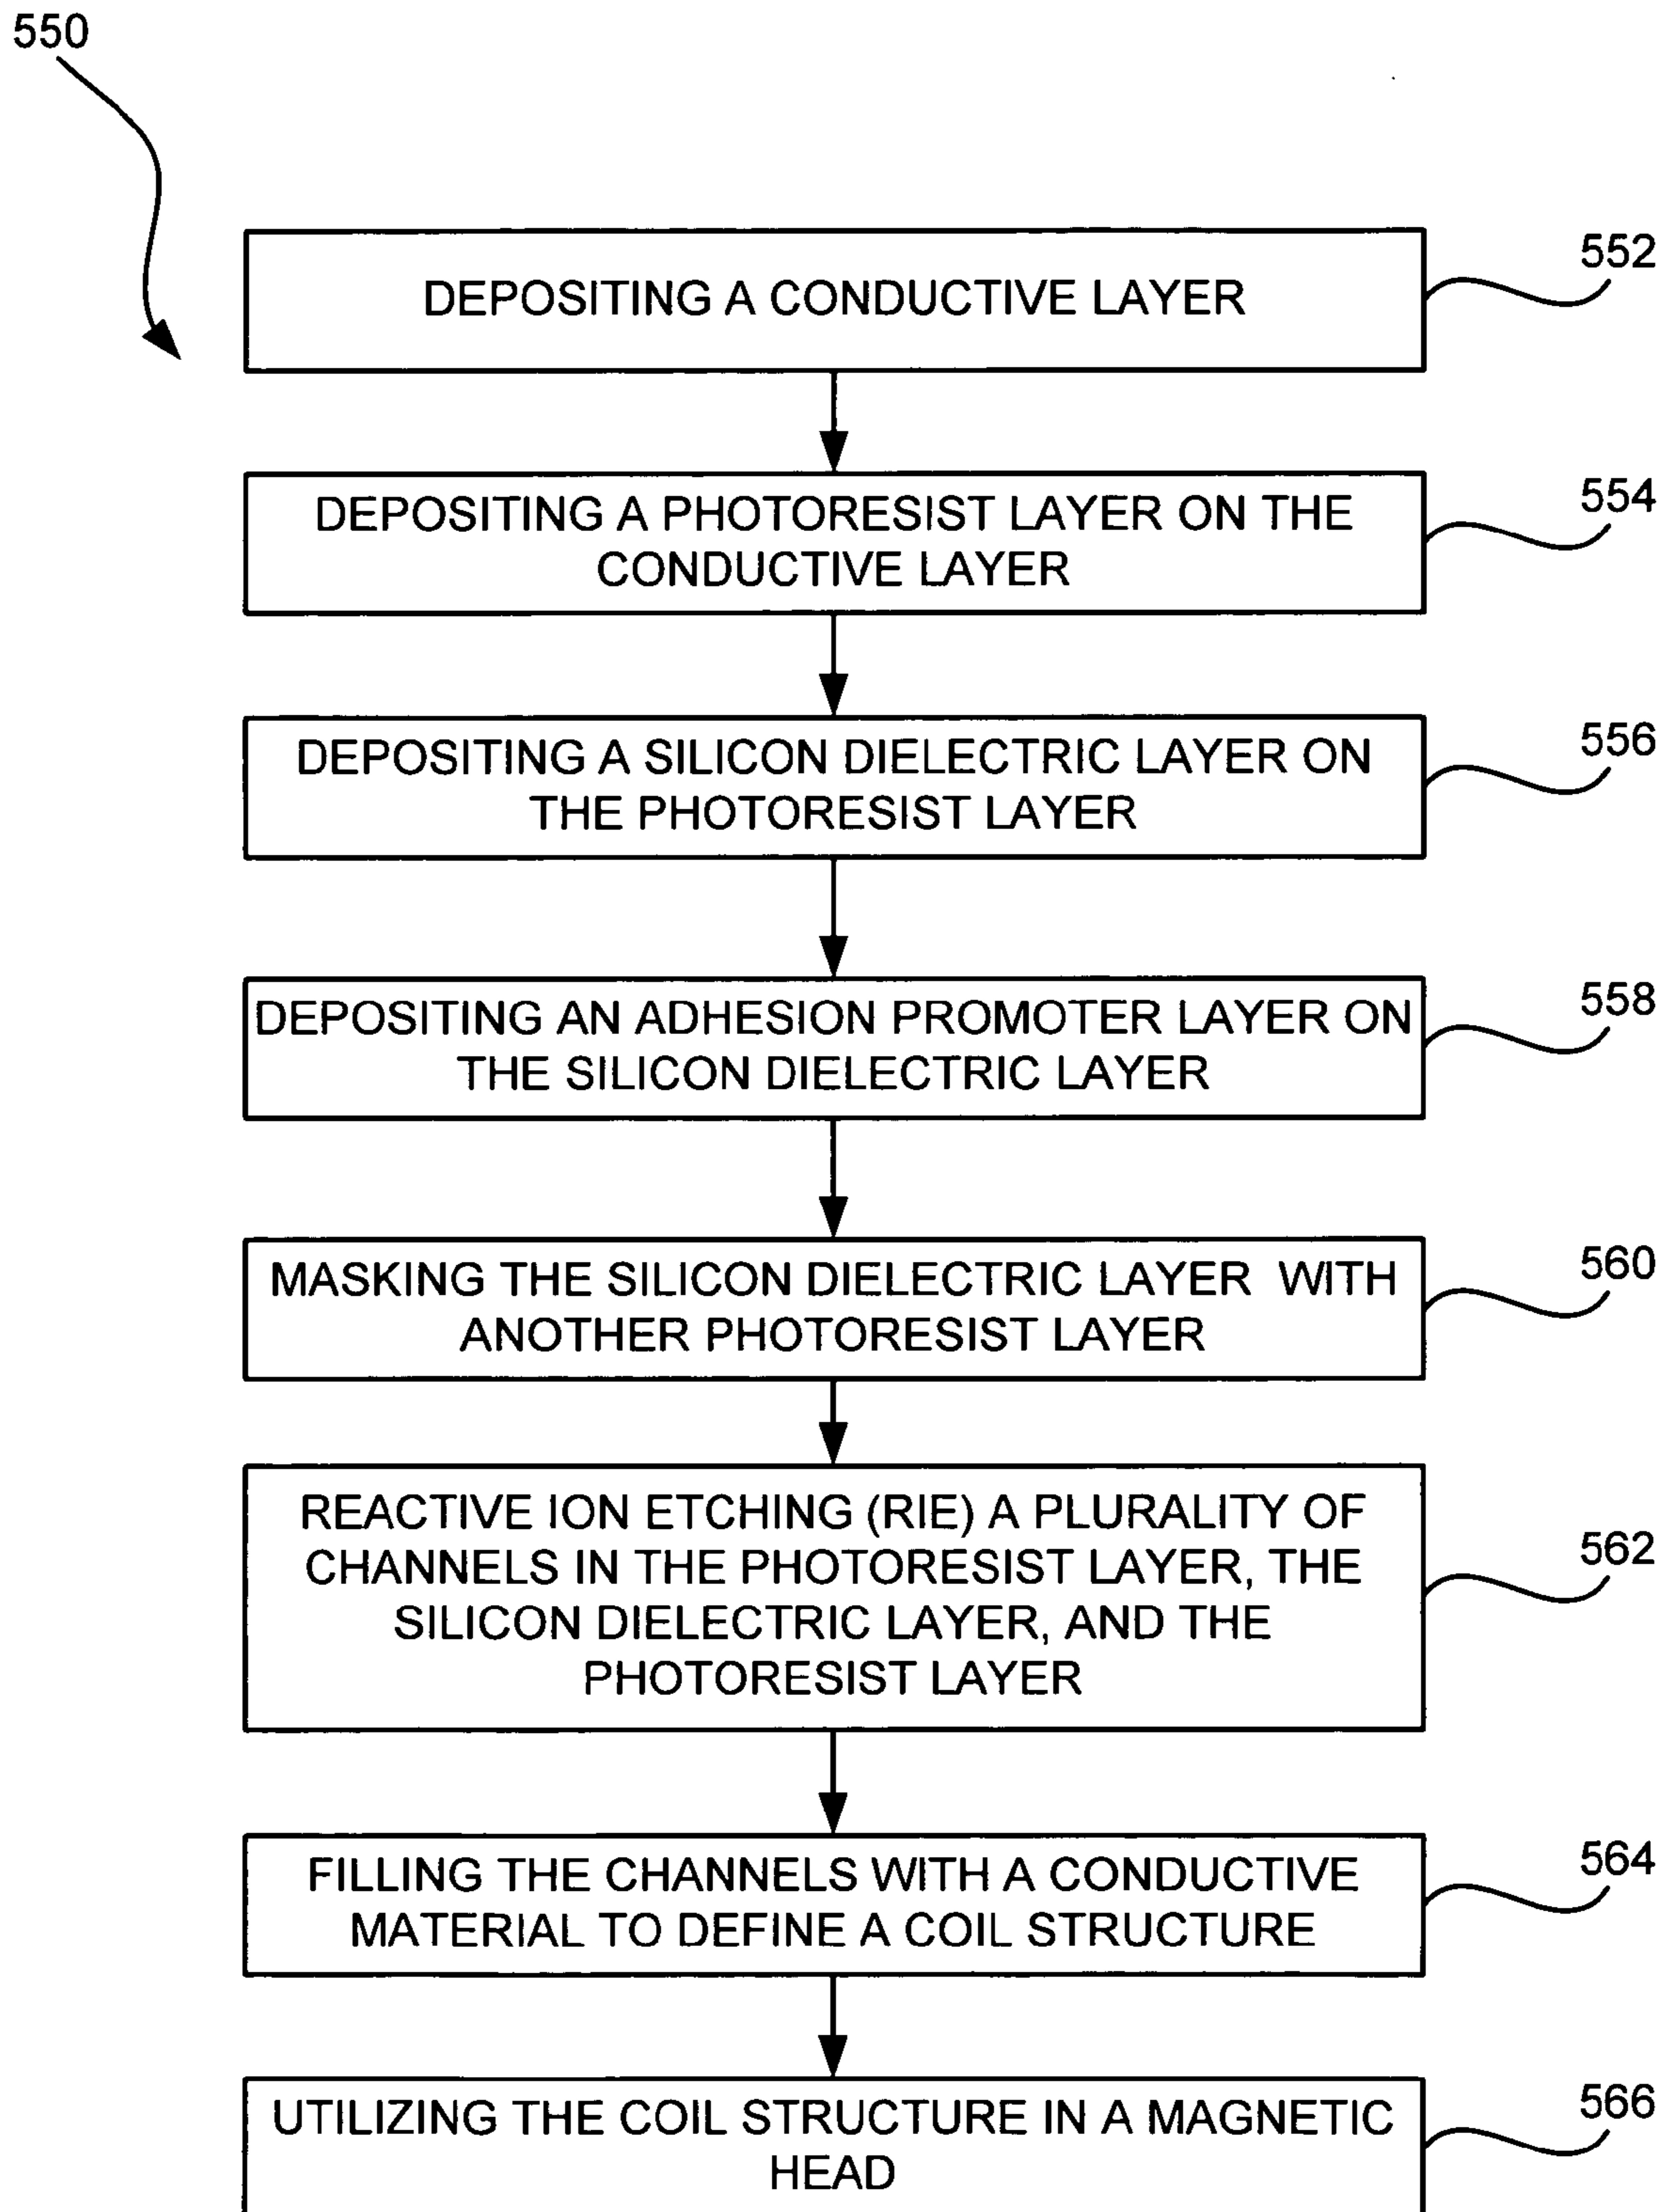 550
DEPOSITING A CONDUCTIVE LAYER
552
DEPOSITING A PHOTORESIST LAYER ON THE
CONDUCTIVE LAYER
554
DEPOSITING A SILICON DIELECTRIC LAYER ON
THE PHOTORESIST LAYER
556
DEPOSITING AN ADHESION PROMOTER LAYER ON
THE SILICON DIELECTRIC LAYER
558
MASKING THE SILICON DIELECTRIC LAYER WITH
ANOTHER PHOTORESIST LAYER
560
REACTIVE ION ETCHING (RIE) A PLURALITY OF
CHANNELS IN THE PHOTORESIST LAYER, THE
SILICON DIELECTRIC LAYER, AND THE
PHOTORESIST LAYER
562
FILLING THE CHANNELS WITH A CONDUCTIVE
MATERIAL TO DEFINE A COIL STRUCTURE
564
UTILIZING THE COIL STRUCTURE IN A MAGNETIC
HEAD
566